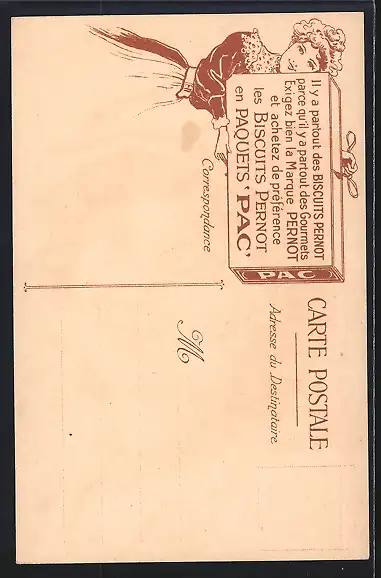 Il y a partout des BISCUITS PERNOT
parce qu'il y a partout des Gourmets
Exigez bien la Marque PERNOT
et achetez de préférence
les BISCUITS PERNOT
en PAQUETS "PAC"
PAC
Correspondance
CARTE POSTALE
Adresse du Destinataire
M